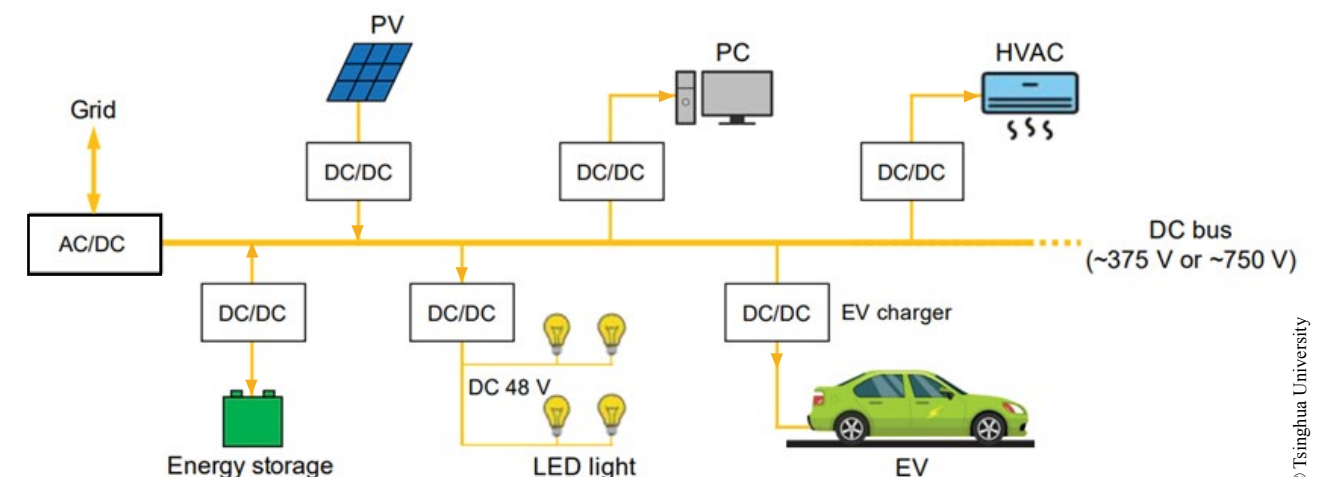 PV
PC
HVAC
Grid
DC/DC
DC/DC
DC/DC
AC/DC
DC bus
(~375 V or ~750 V)
DC/DC
DC/DC
DC/DC
EV charger
DC 48 V
Energy storage
LED light
EV
© Tsinghua University